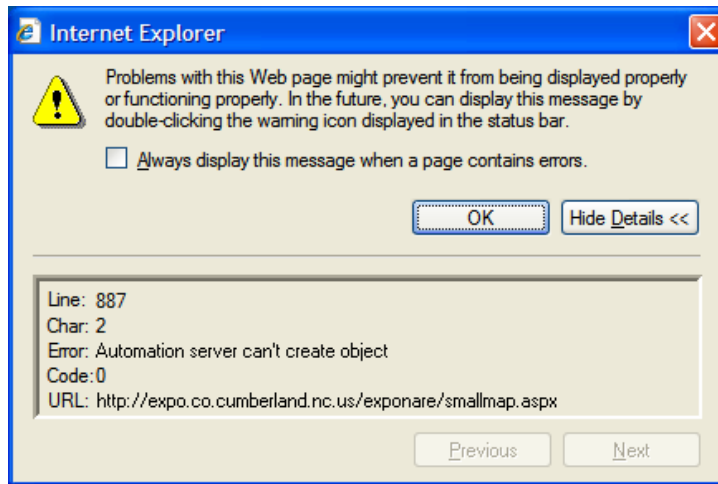 Internet Explorer
Problems with this Web page might prevent it from being displayed properly
or functioning properly. In the future, you can display this message by
double-clicking the warning icon displayed in the status bar.
Always display this message when a page contains errors.
OK
Hide Details <<
Line: 887
Char: 2
Error: Automation server can't create object
Code:0
URL: http://expo.co.cumberland.nc.us/exponare/smallmap.aspx
Previous
Next